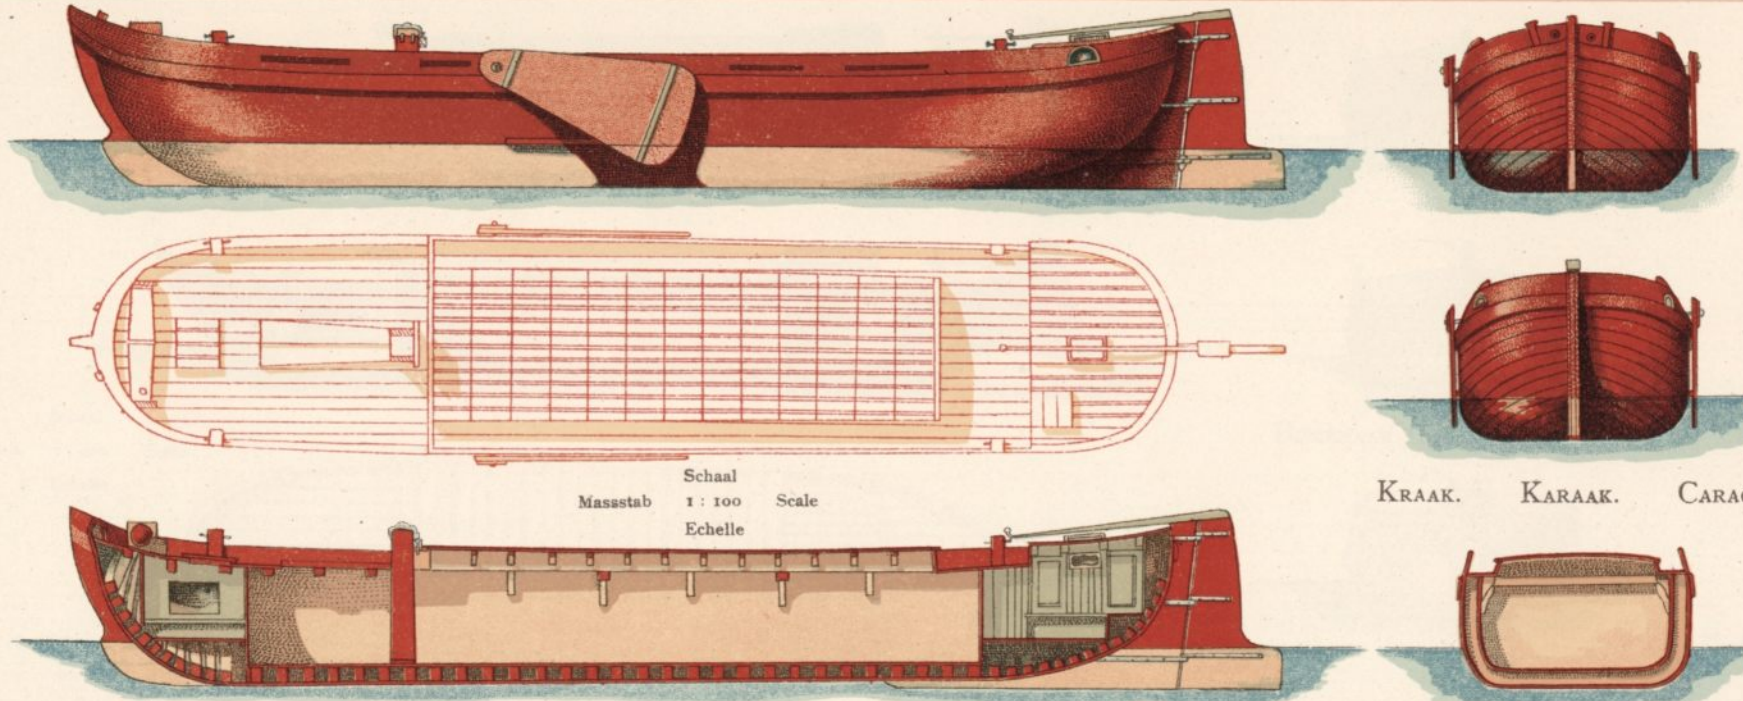 Schaal
Massstab 1 : 100 Scale
Echelle
KRAAK. KARAAK.